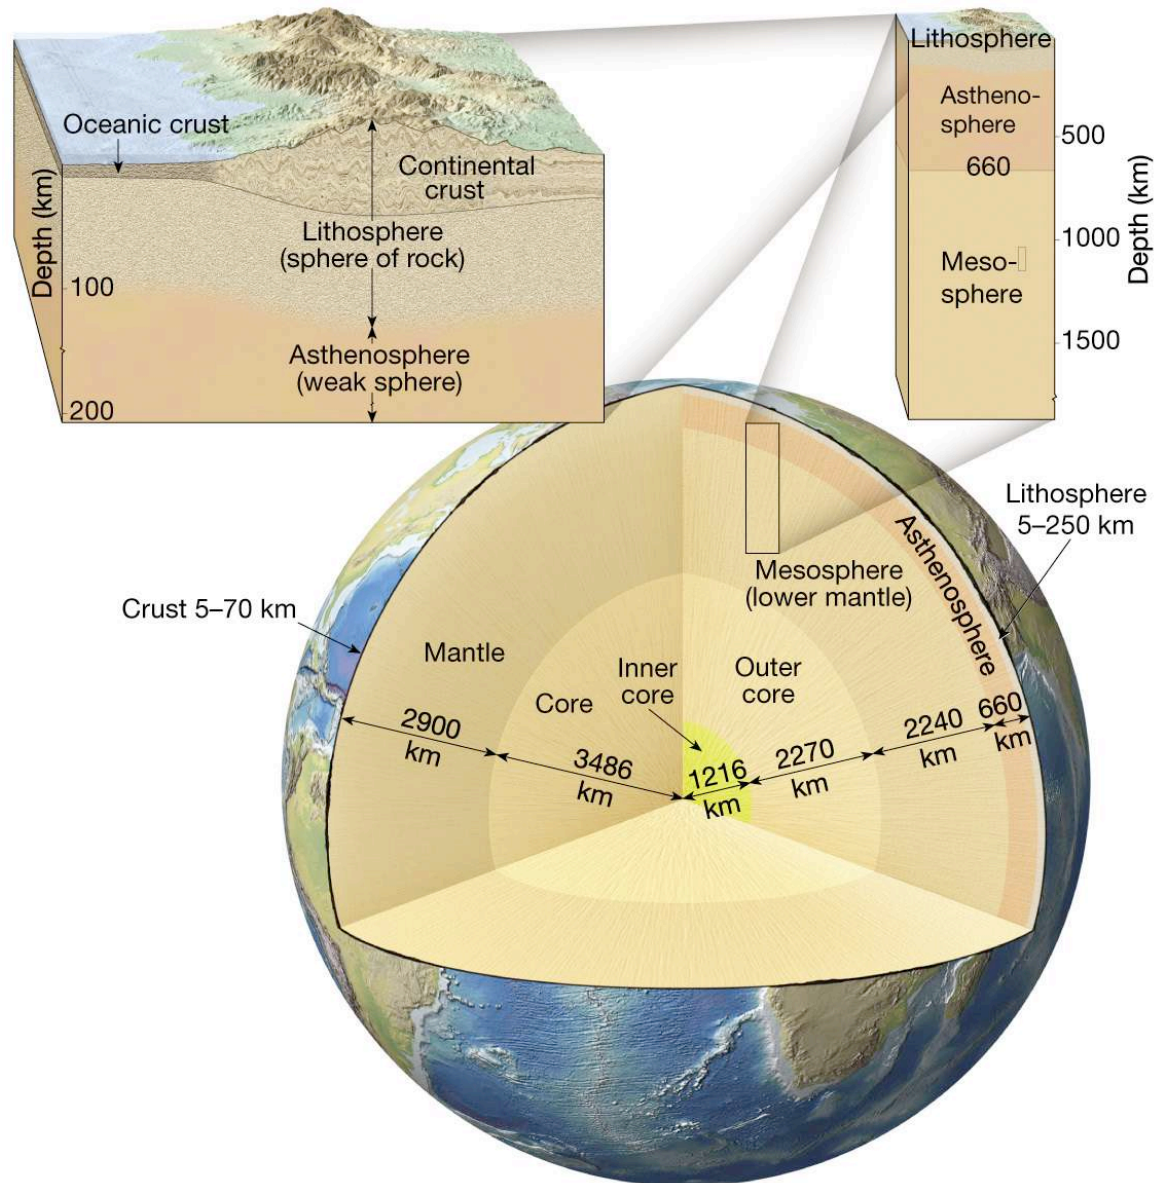 Oceanic crust
Continental
crust
Lithosphere
(sphere of rock)
Depth (km)
100
Asthenosphere
(weak sphere)
200
Lithosphere
Astheno-
sphere
500
660
1000
Meso-
sphere
Depth (km)
1500
Lithosphere
5–250 km
Asthenosphere
Mesosphere
(lower mantle)
Crust 5–70 km
Mantle
Inner
core
Outer
core
Core
2900
km
3486
km
1216
km
2270
km
2240
km
660
km